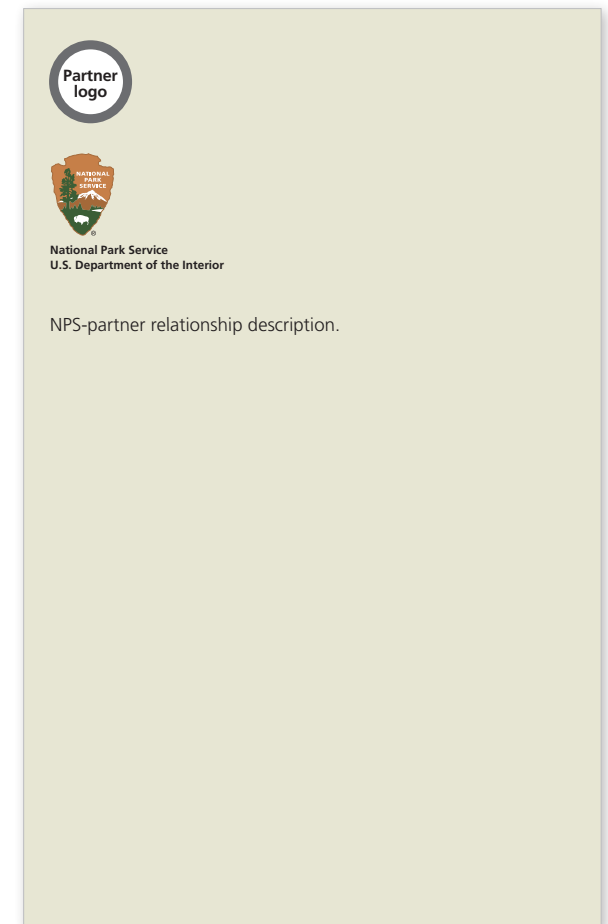 Partner
logo
NATIONAL
PARK
SERVICE
®
National Park Service
U.S. Department of the Interior
NPS-partner relationship description.